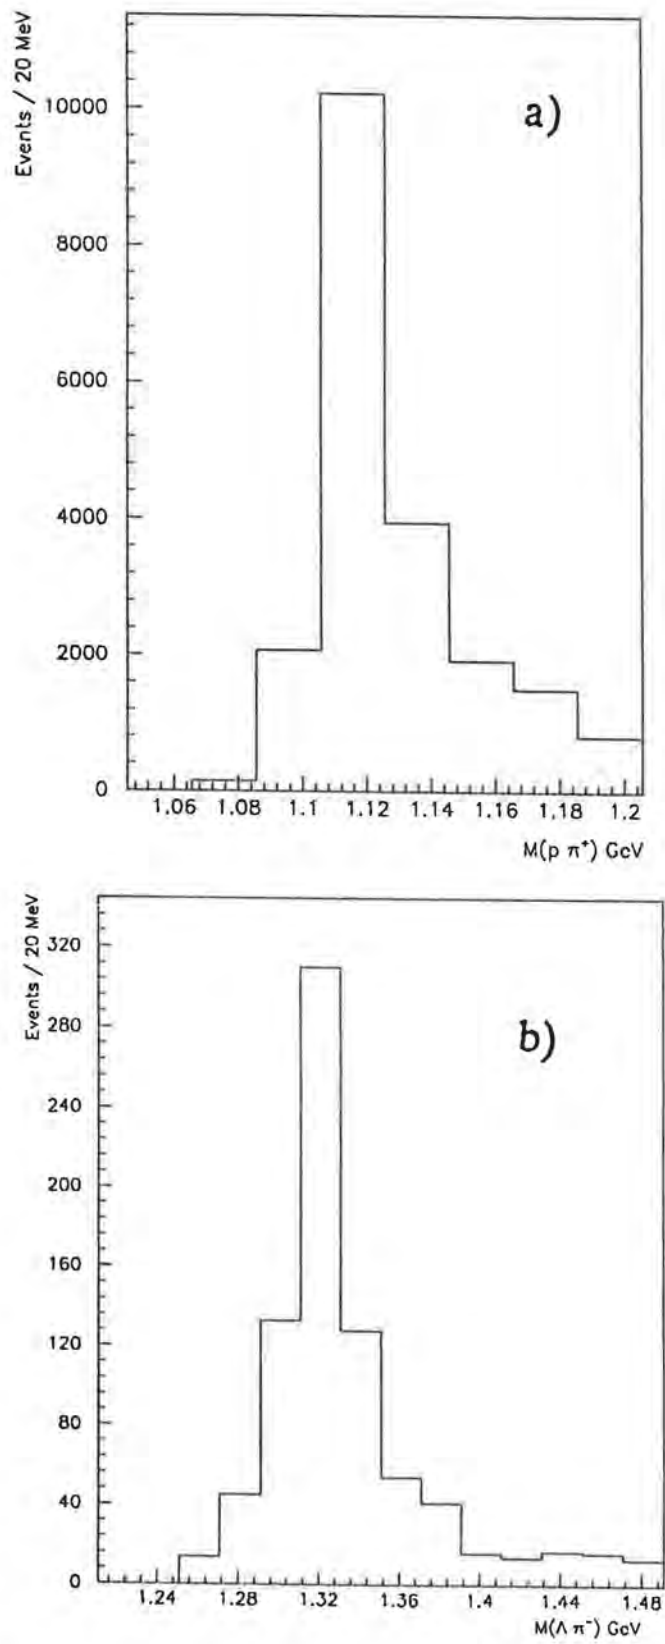 Events / 20 MeV
a)
10000
8000
6000
4000
2000
0
1.06 1.08 1.1 1.12 1.14 1.16 1.18 1.2
M(p π⁺) GeV
Events / 20 MeV
b)
320
280
240
200
160
120
80
40
0
1.24 1.28 1.32 1.36 1.4 1.44 1.48
M(Λ π⁻) GeV